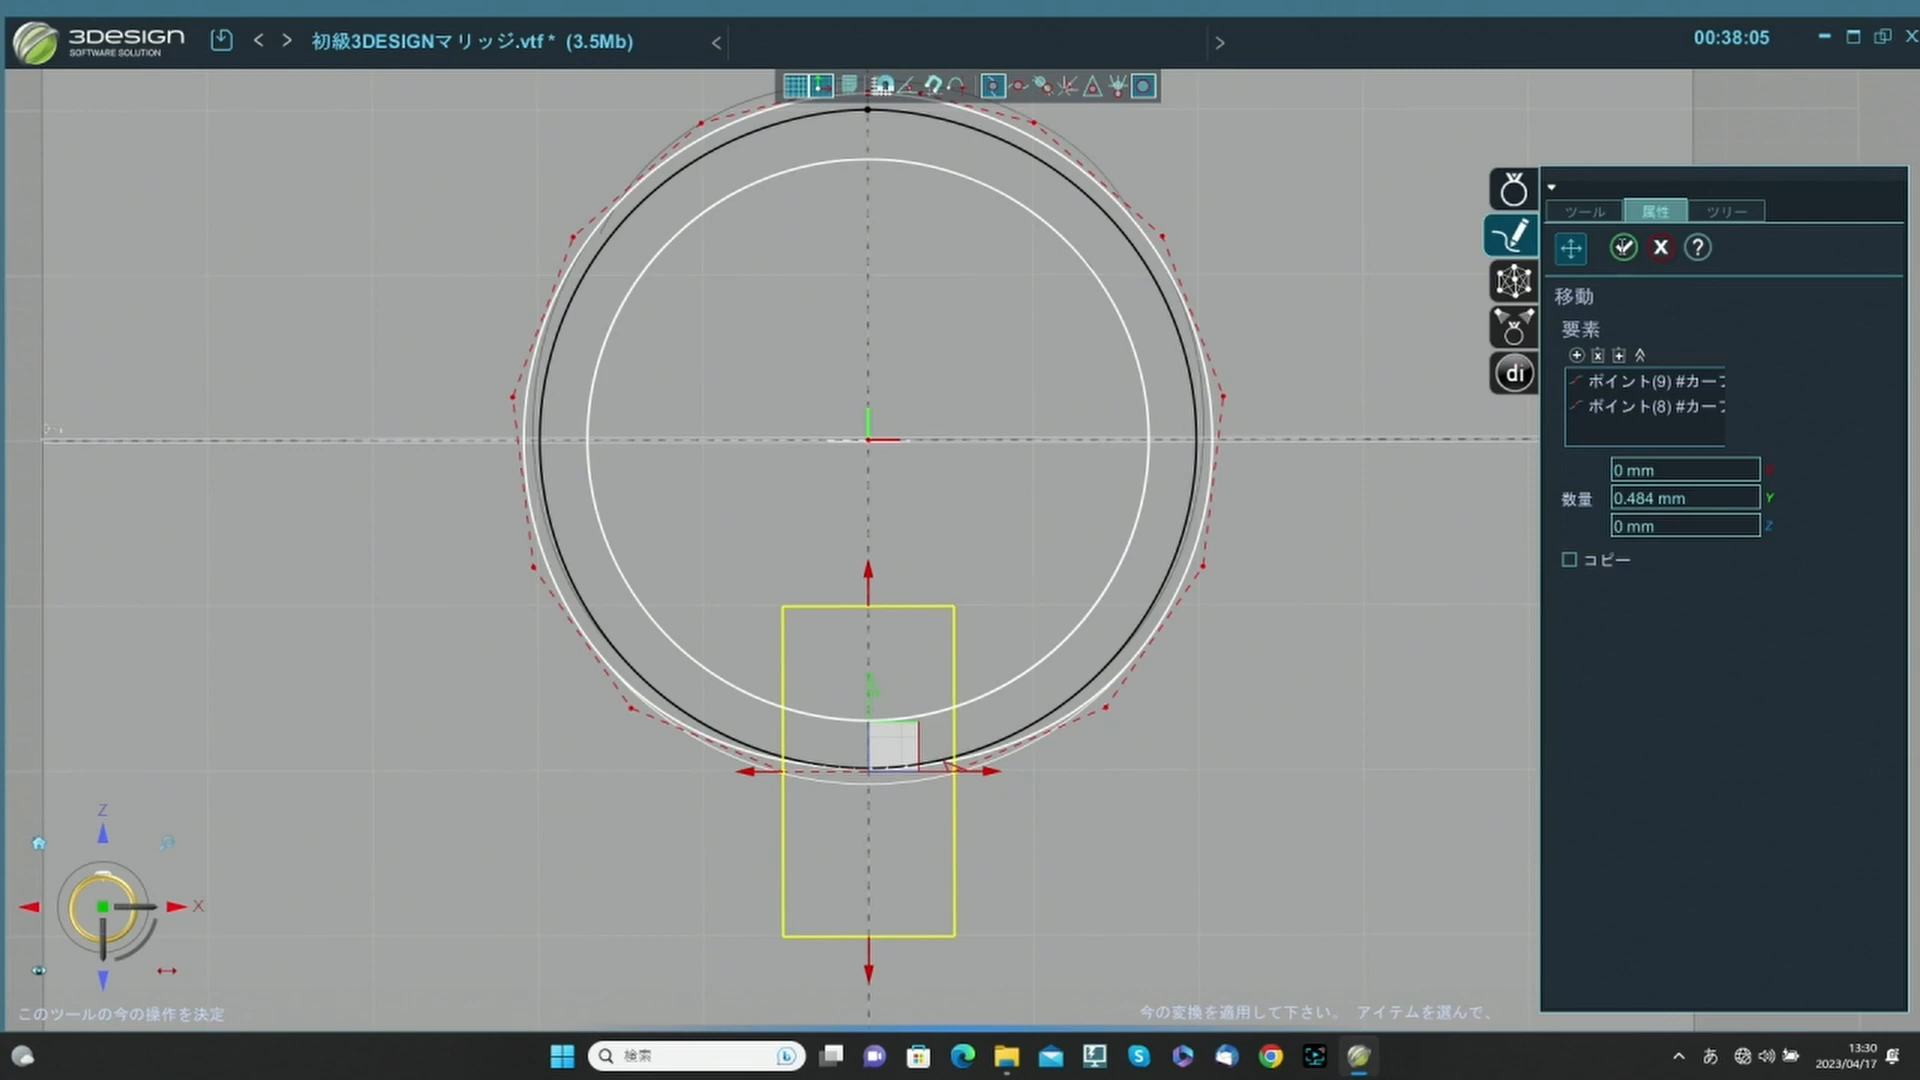 3DESIGN
SOFTWARE SOLUTION
初級3DESIGNマリッジ.vtf * (3.5Mb)
00:38:05
ツール
属性
ツリー
移動
要素
ポイント(9) #カー
ポイント(8) #カー
0 mm
X
数量
0.484 mm
Y
0 mm
Z
コピー
di
Z
X
このツールの今の操作を決定
今の変換を適用して下さい。 アイテムを選んで、
検索
あ
13:30
2023/04/17